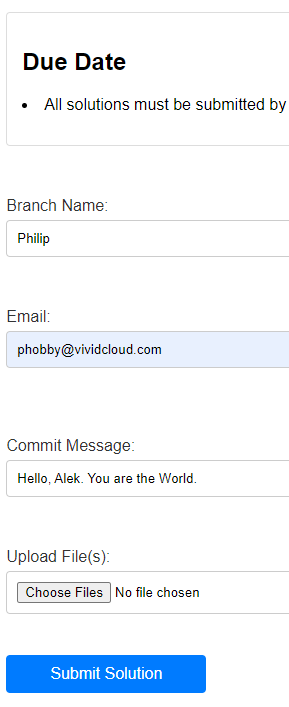 Due Date
• All solutions must be submitted by
Branch Name:
Philip
Email:
phobby@vividcloud.com
Commit Message:
Hello, Alek. You are the World.
Upload File(s):
Choose Files No file chosen
Submit Solution